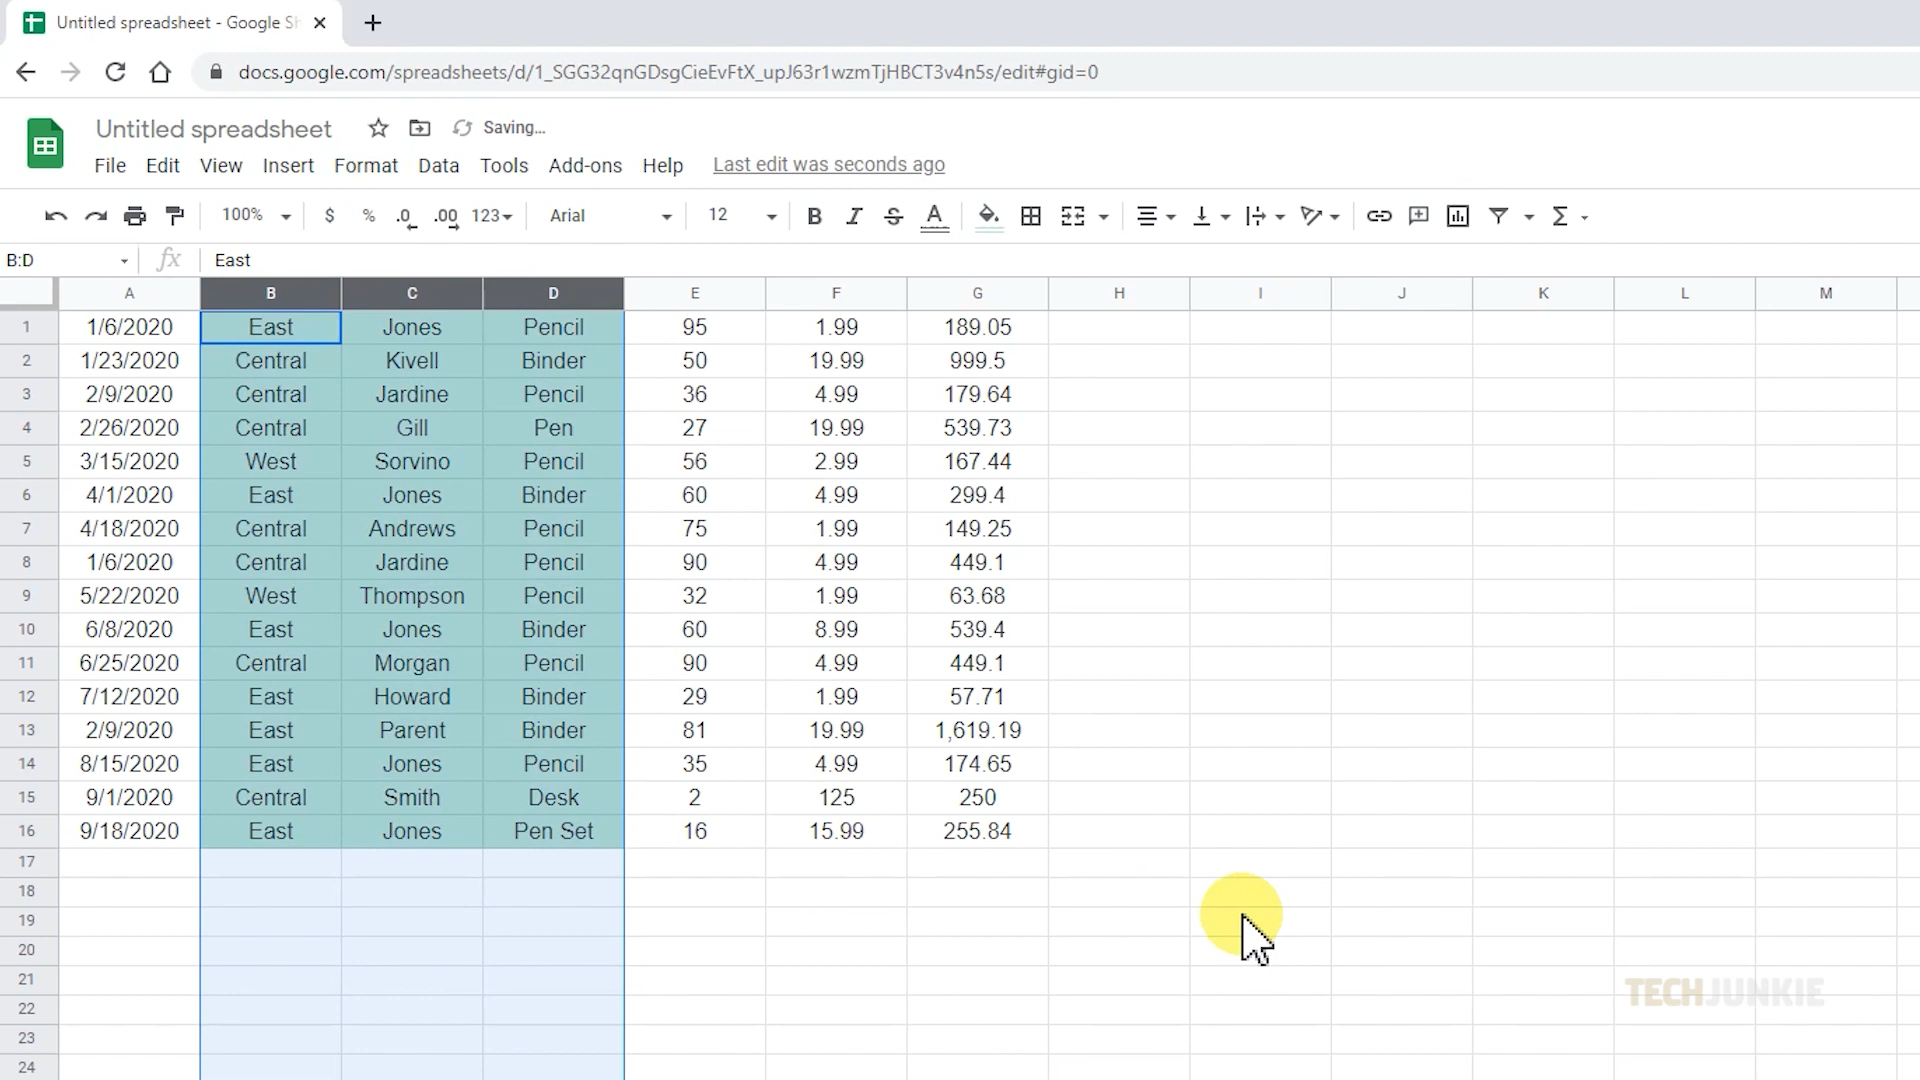 Untitled spreadsheet - Google Sh
docs.google.com/spreadsheets/d/1_SGG32qnGDsgCieEvFtX_upJ63r1wzmTjHBCT3v4n5s/edit#gid=0
Untitled spreadsheet Saving...
File Edit View Insert Format Data Tools Add-ons Help Last edit was seconds ago
100% $ % .0 .00 123 Arial 12 B I S A Σ
B:D fx East
A B C D E F G H I J K L M
1 1/6/2020 East Jones Pencil 95 1.99 189.05
2 1/23/2020 Central Kivell Binder 50 19.99 999.5
3 2/9/2020 Central Jardine Pencil 36 4.99 179.64
4 2/26/2020 Central Gill Pen 27 19.99 539.73
5 3/15/2020 West Sorvino Pencil 56 2.99 167.44
6 4/1/2020 East Jones Binder 60 4.99 299.4
7 4/18/2020 Central Andrews Pencil 75 1.99 149.25
8 1/6/2020 Central Jardine Pencil 90 4.99 449.1
9 5/22/2020 West Thompson Pencil 32 1.99 63.68
10 6/8/2020 East Jones Binder 60 8.99 539.4
11 6/25/2020 Central Morgan Pencil 90 4.99 449.1
12 7/12/2020 East Howard Binder 29 1.99 57.71
13 2/9/2020 East Parent Binder 81 19.99 1,619.19
14 8/15/2020 East Jones Pencil 35 4.99 174.65
15 9/1/2020 Central Smith Desk 2 125 250
16 9/18/2020 East Jones Pen Set 16 15.99 255.84
17
18
19
20
21
22
23
24
TECHJUNKIE